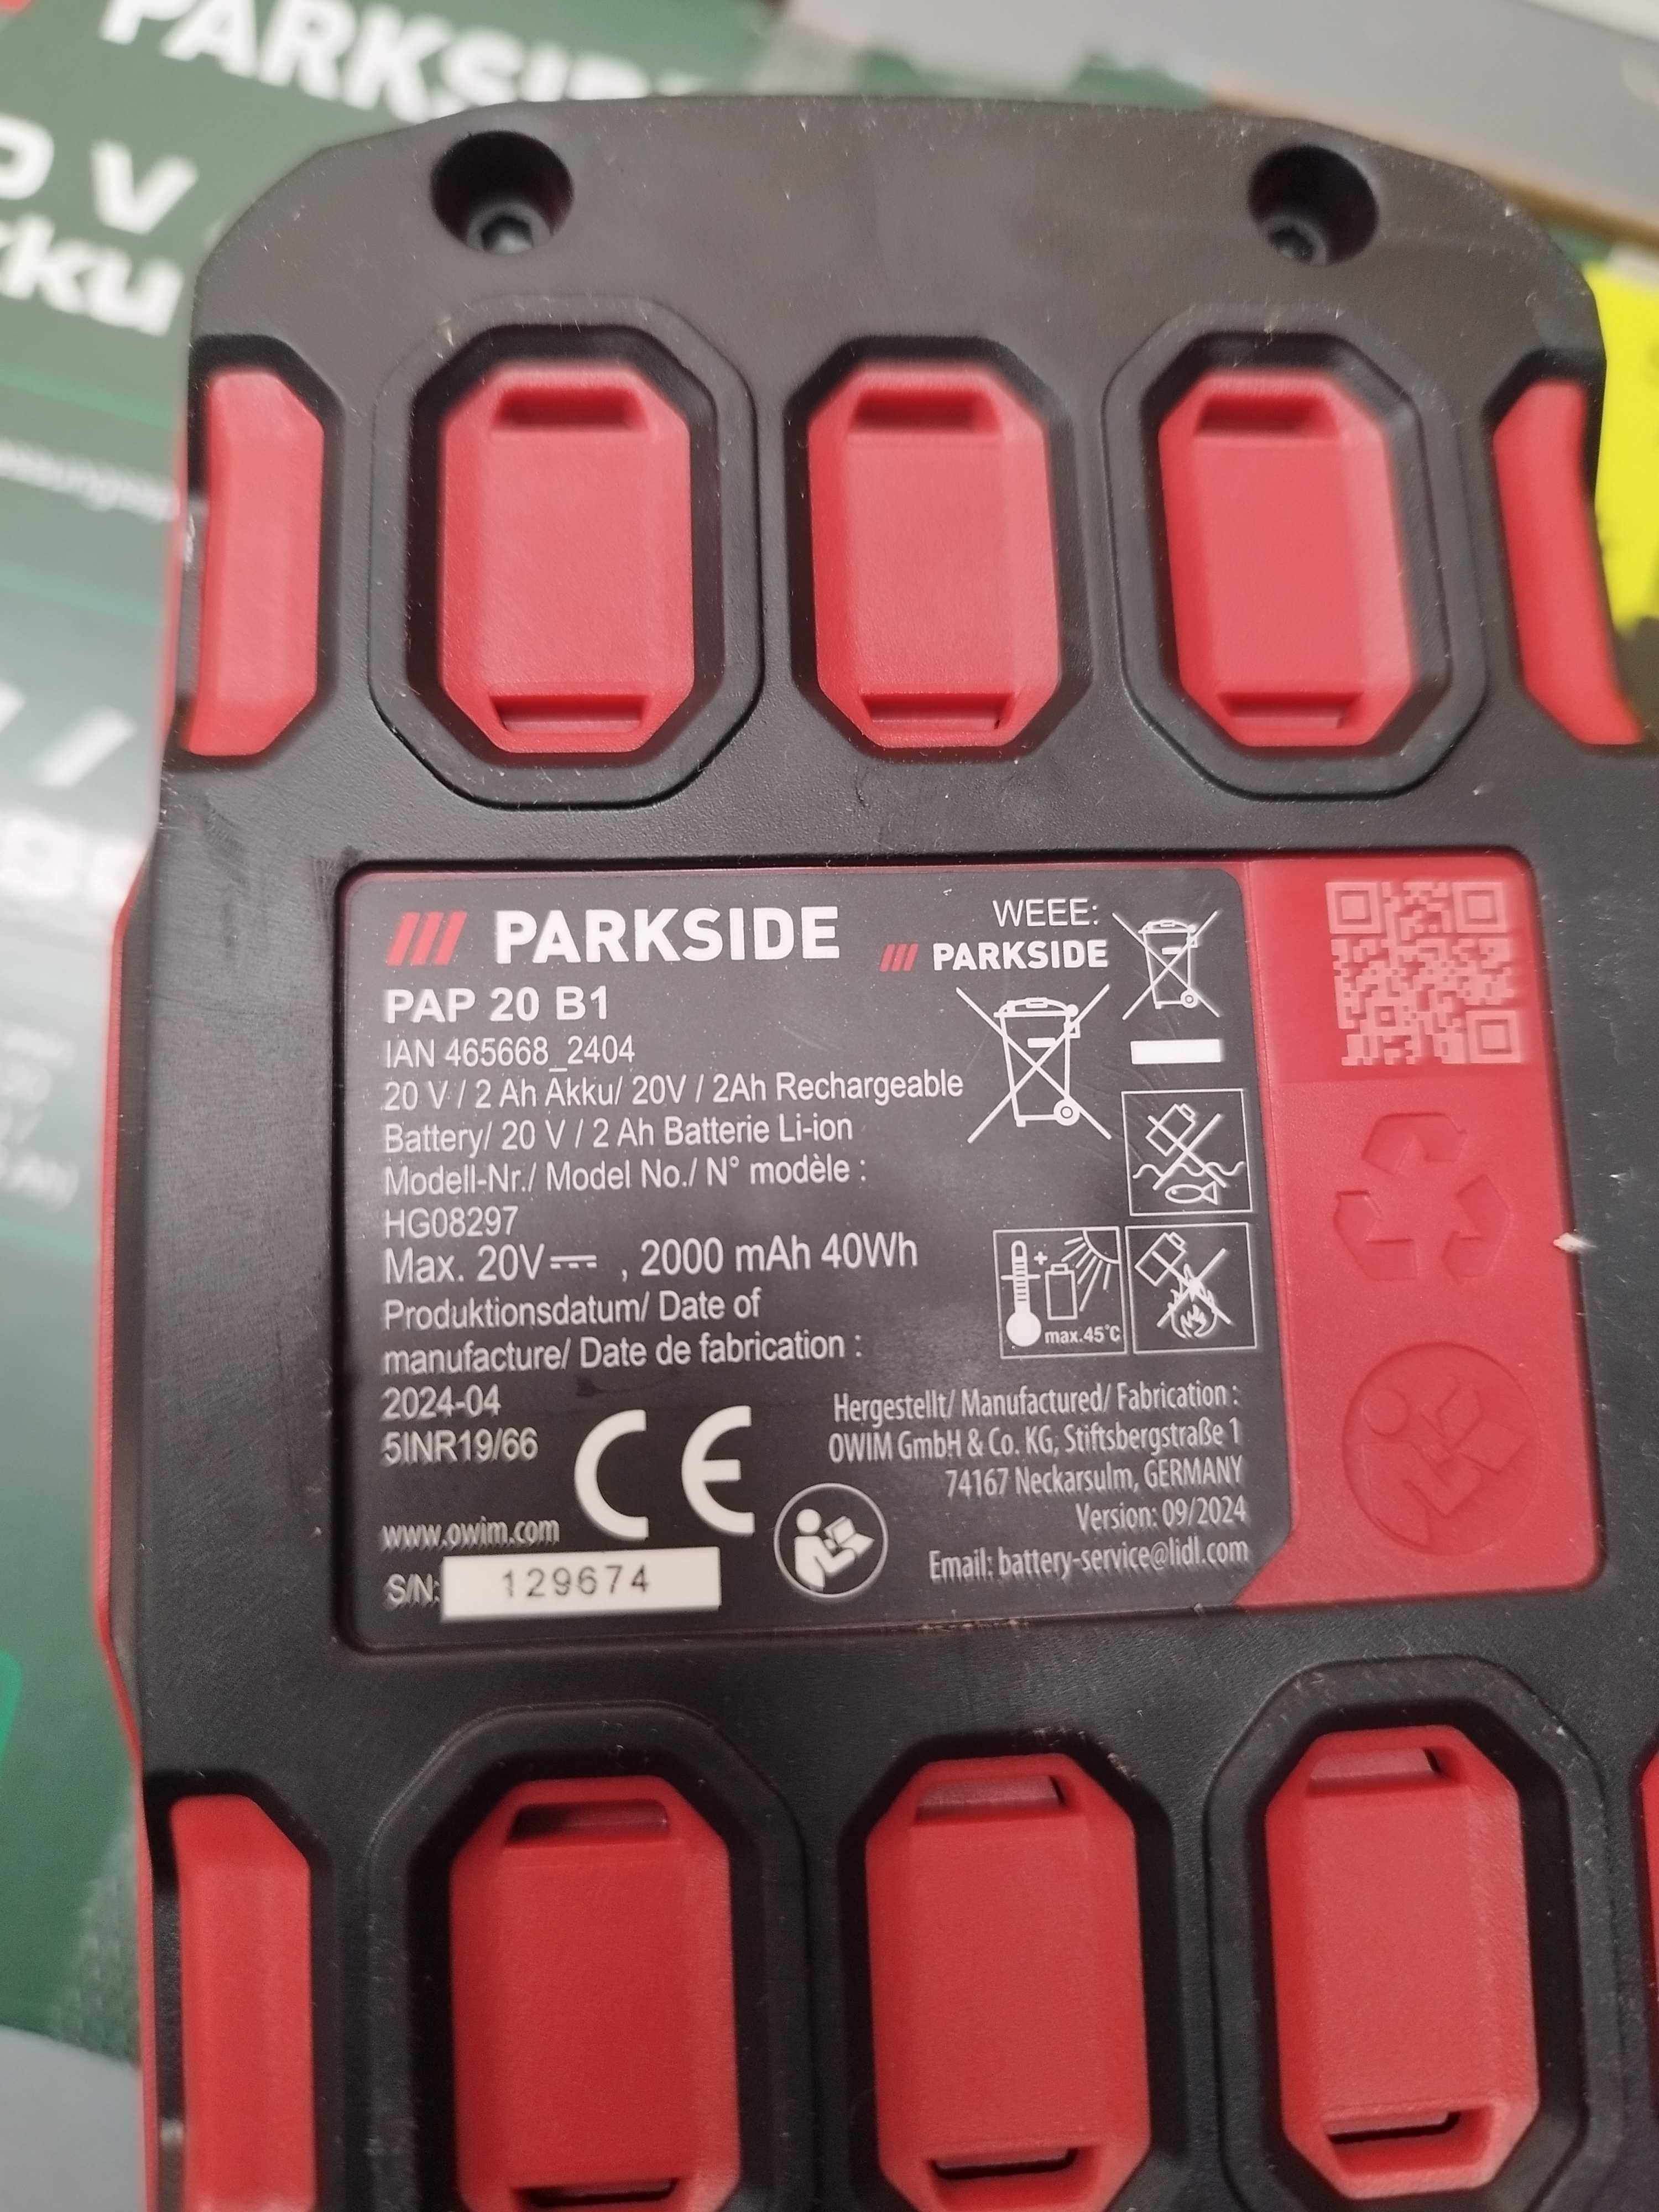 PARKSIDE
V
PARKSIDE
PAP 20 B1
IAN 465668_2404
20 V / 2 Ah Akku/ 20V / 2Ah Rechargeable
Battery/ 20 V / 2 Ah Batterie Li-ion
Modell-Nr./ Model No./ N° modèle :
HG08297
Max. 20V⎓ , 2000 mAh 40Wh
Produktionsdatum/ Date of
manufacture/ Date de fabrication :
2024-04
5INR19/66
CE
www.owim.com
S/N: 129674
WEEE:
PARKSIDE
+
max.45°C
Hergestellt/ Manufactured/ Fabrication :
OWIM GmbH & Co. KG, Stiftsbergstraße 1
74167 Neckarsulm, GERMANY
Version: 09/2024
Email: battery-service@lidl.com